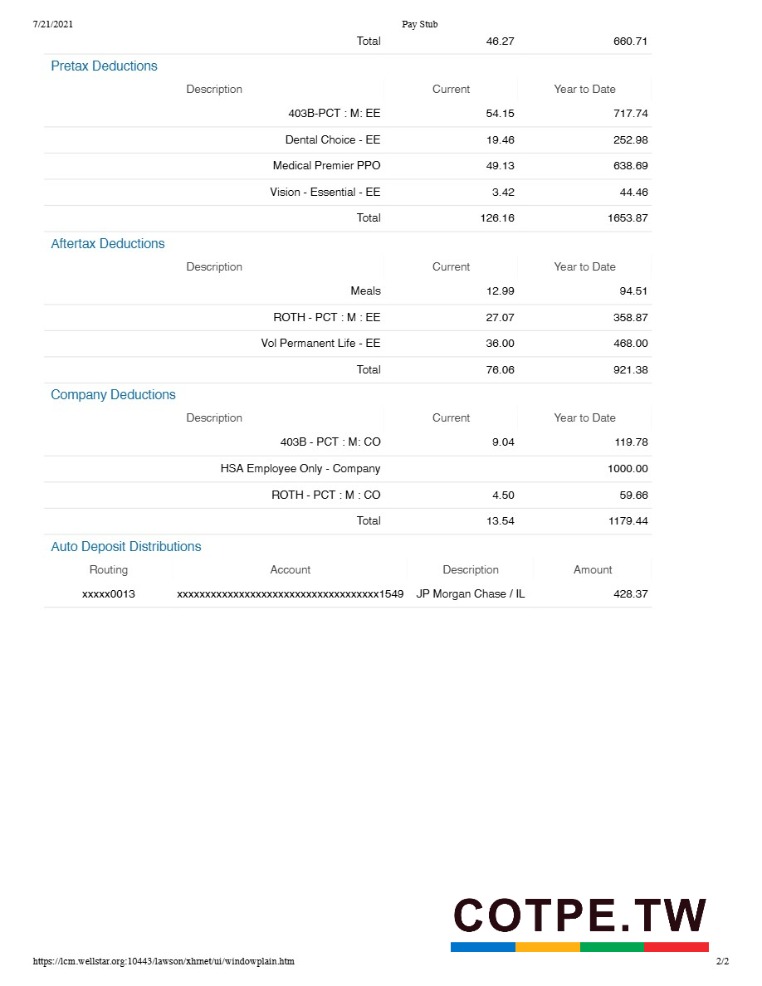 7/21/2021 Pay Stub
Total 46.27 660.71
Pretax Deductions
Description Current Year to Date
403B-PCT : M: EE 54.15 717.74
Dental Choice - EE 19.46 252.98
Medical Premier PPO 49.13 638.69
Vision - Essential - EE 3.42 44.46
Total 126.16 1653.87
Aftertax Deductions
Description Current Year to Date
Meals 12.99 94.51
ROTH - PCT : M : EE 27.07 358.87
Vol Permanent Life - EE 36.00 468.00
Total 76.06 921.38
Company Deductions
Description Current Year to Date
403B - PCT : M: CO 9.04 119.78
HSA Employee Only - Company 1000.00
ROTH - PCT : M : CO 4.50 59.66
Total 13.54 1179.44
Auto Deposit Distributions
Routing Account Description Amount
xxxxx0013 xxxxxxxxxxxxxxxxxxxxxxxxxxxxxxxxxxxx1549 JP Morgan Chase / IL 428.37
COTPE.TW
https://lcm.wellstar.org:10443/lawson/xhrnet/ui/windowplain.htm 2/2